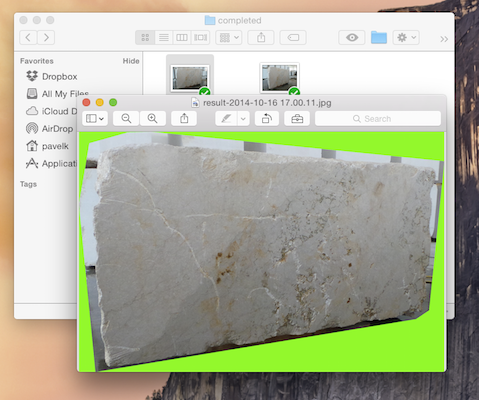 completed
Favorites
Hide
Dropbox
All My Files
iCloud D
AirDrop
pavelk
Applicati
Tags
result-2014-10-16 17.00.11.jpg
Search